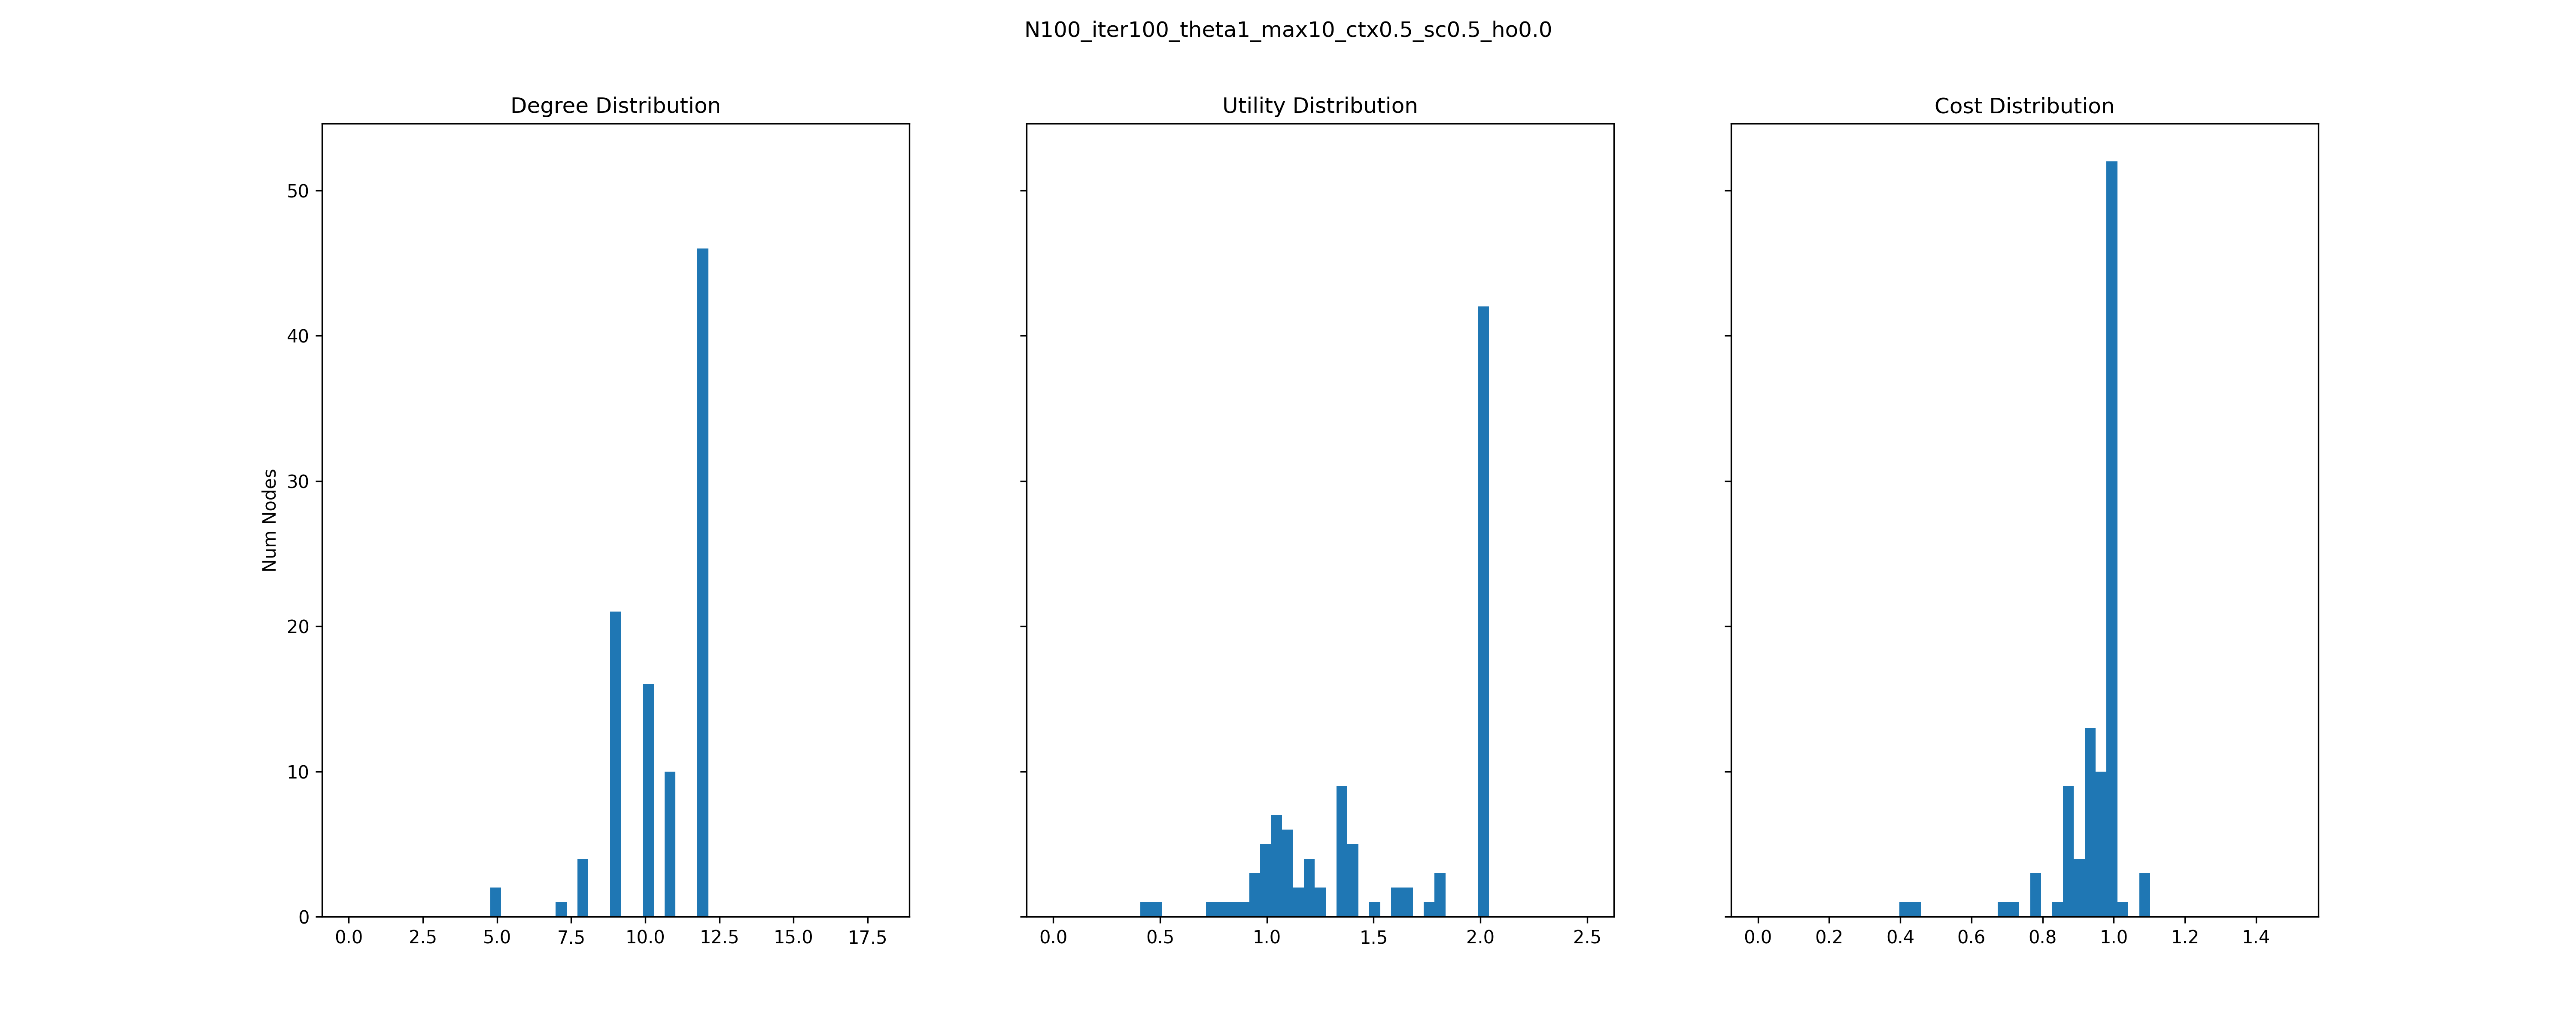 N100_iter100_theta1_max10_ctx0.5_sc0.5_ho0.0
Degree Distribution
Utility Distribution
Cost Distribution
Num Nodes
50
40
30
20
10
0
0.0 2.5 5.0 7.5 10.0 12.5 15.0 17.5
0.0 0.5 1.0 1.5 2.0 2.5
0.0 0.2 0.4 0.6 0.8 1.0 1.2 1.4